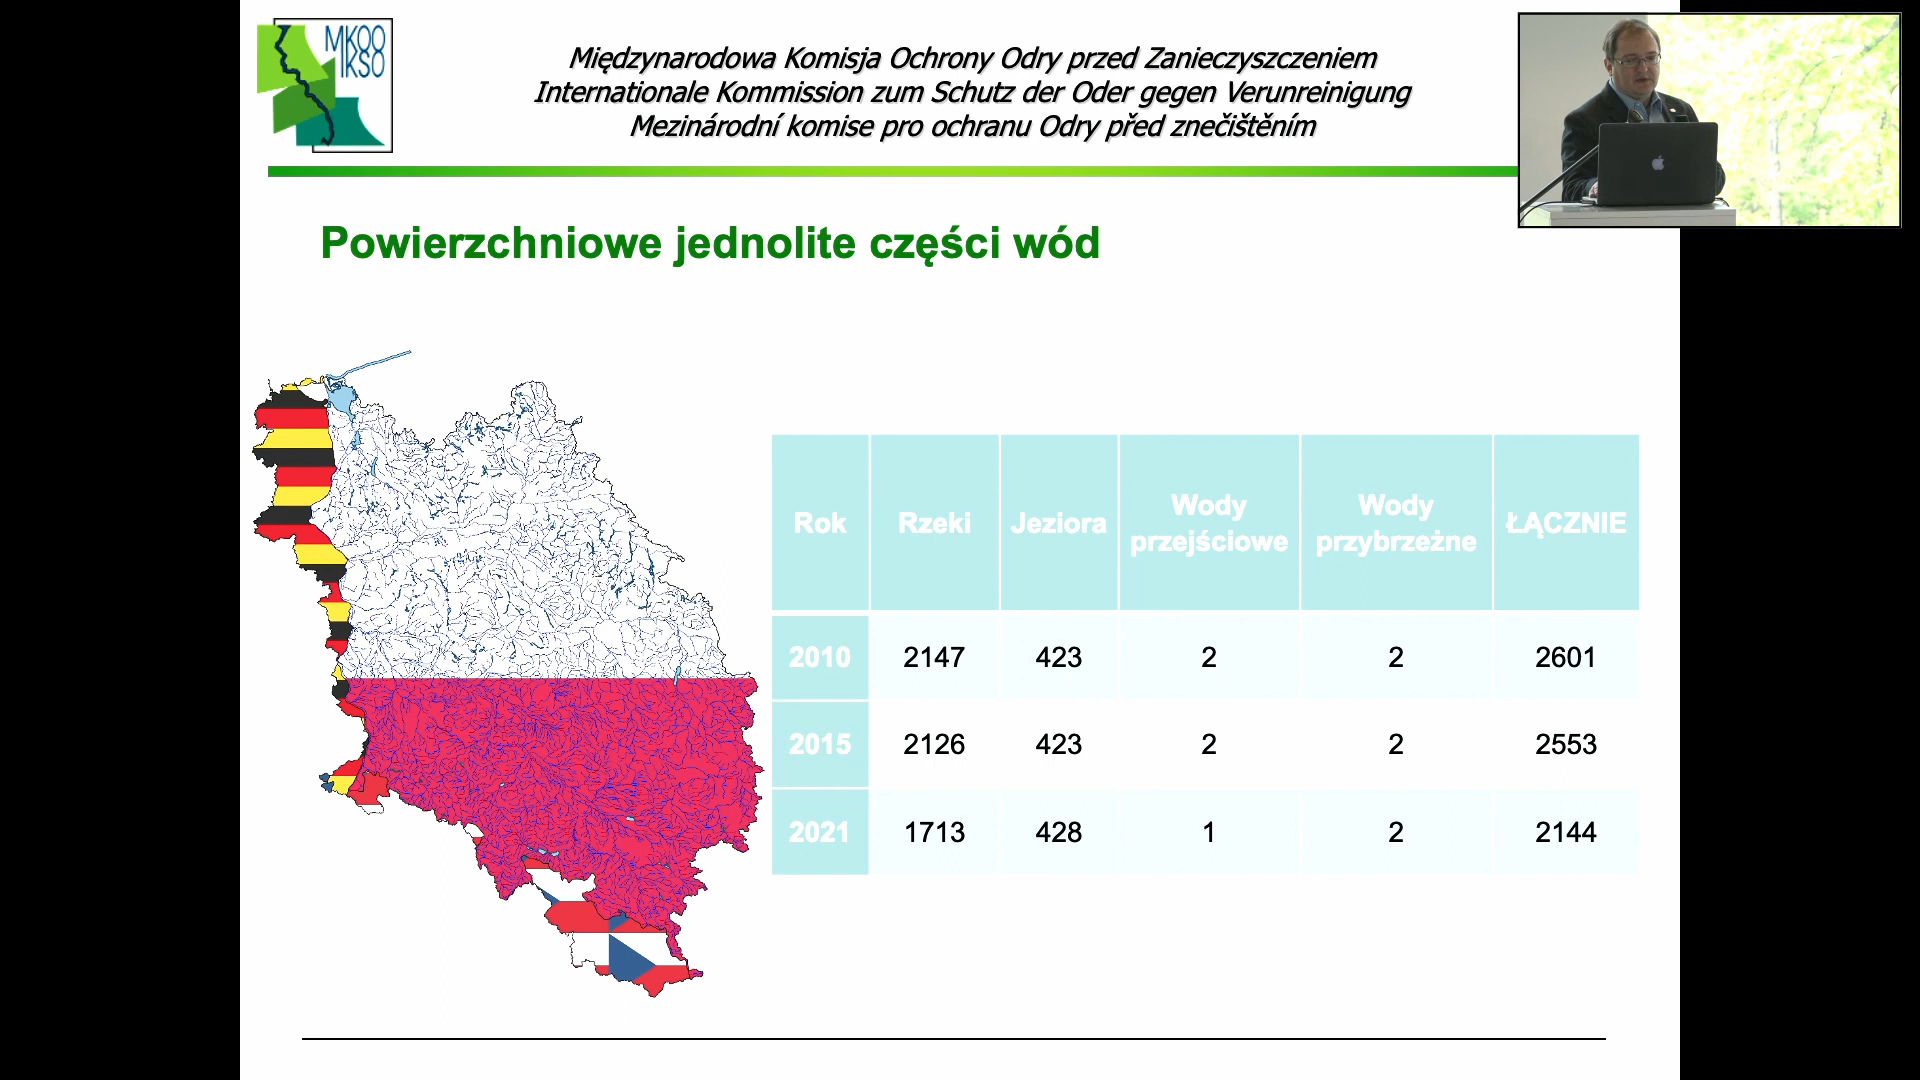 MKOO
IKSO
Międzynarodowa Komisja Ochrony Odry przed Zanieczyszczeniem
Internationale Kommission zum Schutz der Oder gegen Verunreinigung
Mezinárodní komise pro ochranu Odry před znečištěním
Powierzchniowe jednolite części wód
Rok Rzeki Jeziora Wody przejściowe Wody przybrzeżne ŁĄCZNIE
2010 2147 423 2 2 2601
2015 2126 423 2 2 2553
2021 1713 428 1 2 2144